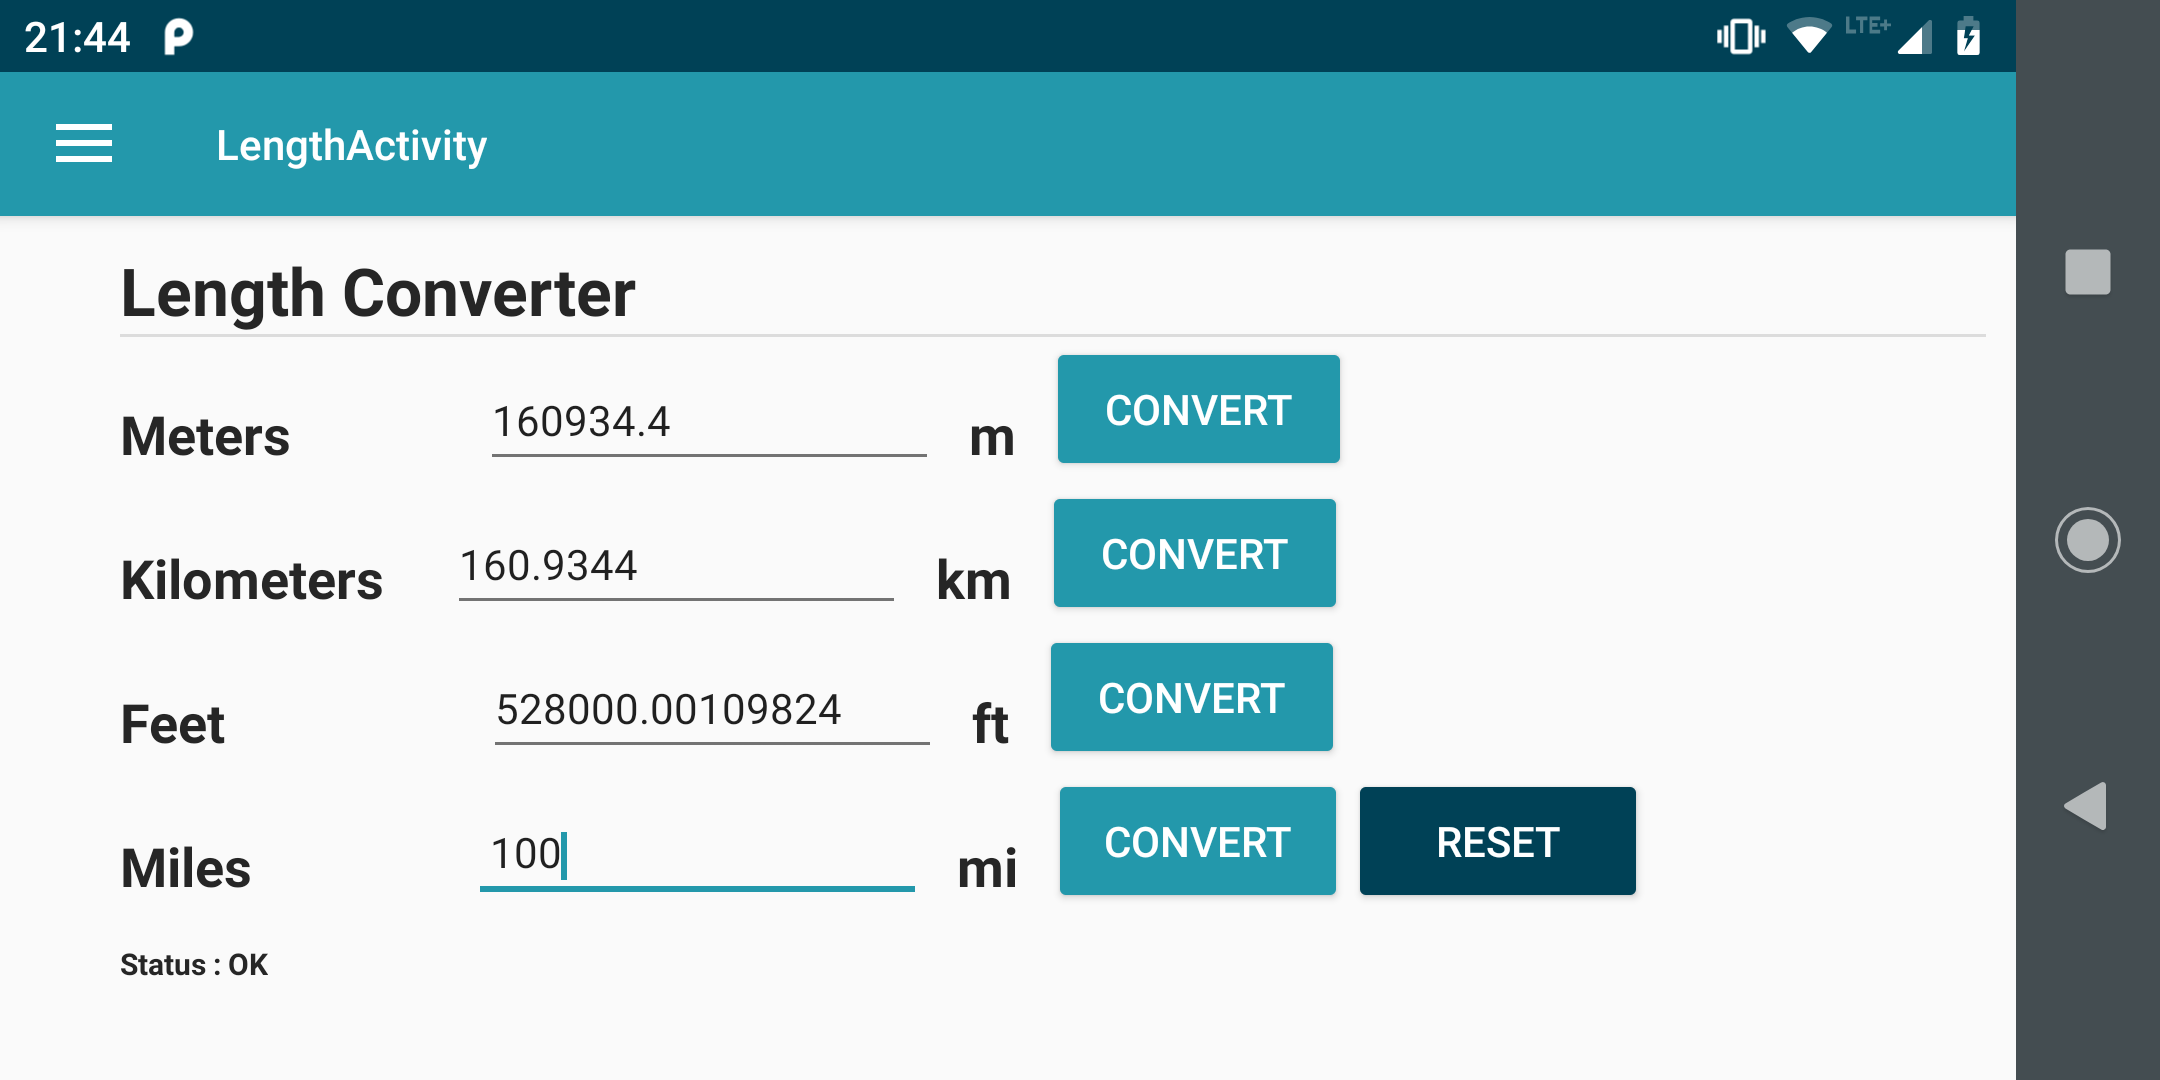 21:44 LTE+
LengthActivity
Length Converter
Meters 160934.4 m CONVERT
Kilometers 160.9344 km CONVERT
Feet 528000.00109824 ft CONVERT
Miles 100 mi CONVERT RESET
Status : OK